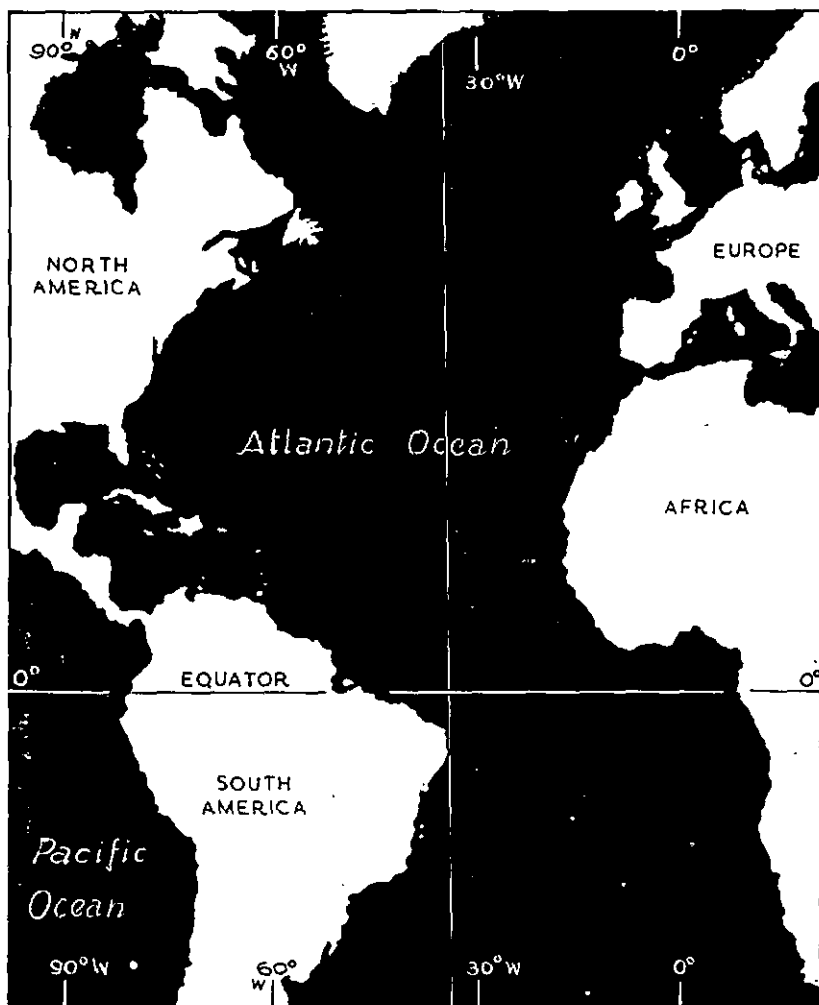 90° W
60° W
30° W
0°
NORTH
AMERICA
EUROPE
Atlantic Ocean
AFRICA
0°
EQUATOR
0°
SOUTH
AMERICA
Pacific
Ocean
90° W
60° W
30° W
0°